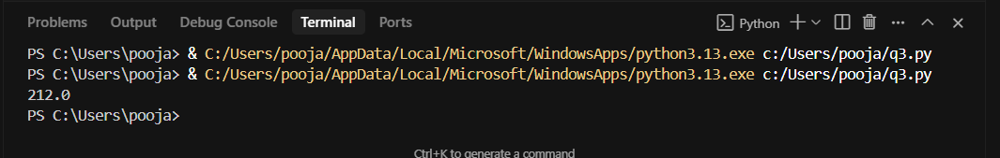 Problems Output Debug Console Terminal Ports Python
PS C:\Users\pooja> & C:/Users/pooja/AppData/Local/Microsoft/WindowsApps/python3.13.exe c:/Users/pooja/q3.py
PS C:\Users\pooja> & C:/Users/pooja/AppData/Local/Microsoft/WindowsApps/python3.13.exe c:/Users/pooja/q3.py
212.0
PS C:\Users\pooja>
Ctrl+K to generate a command